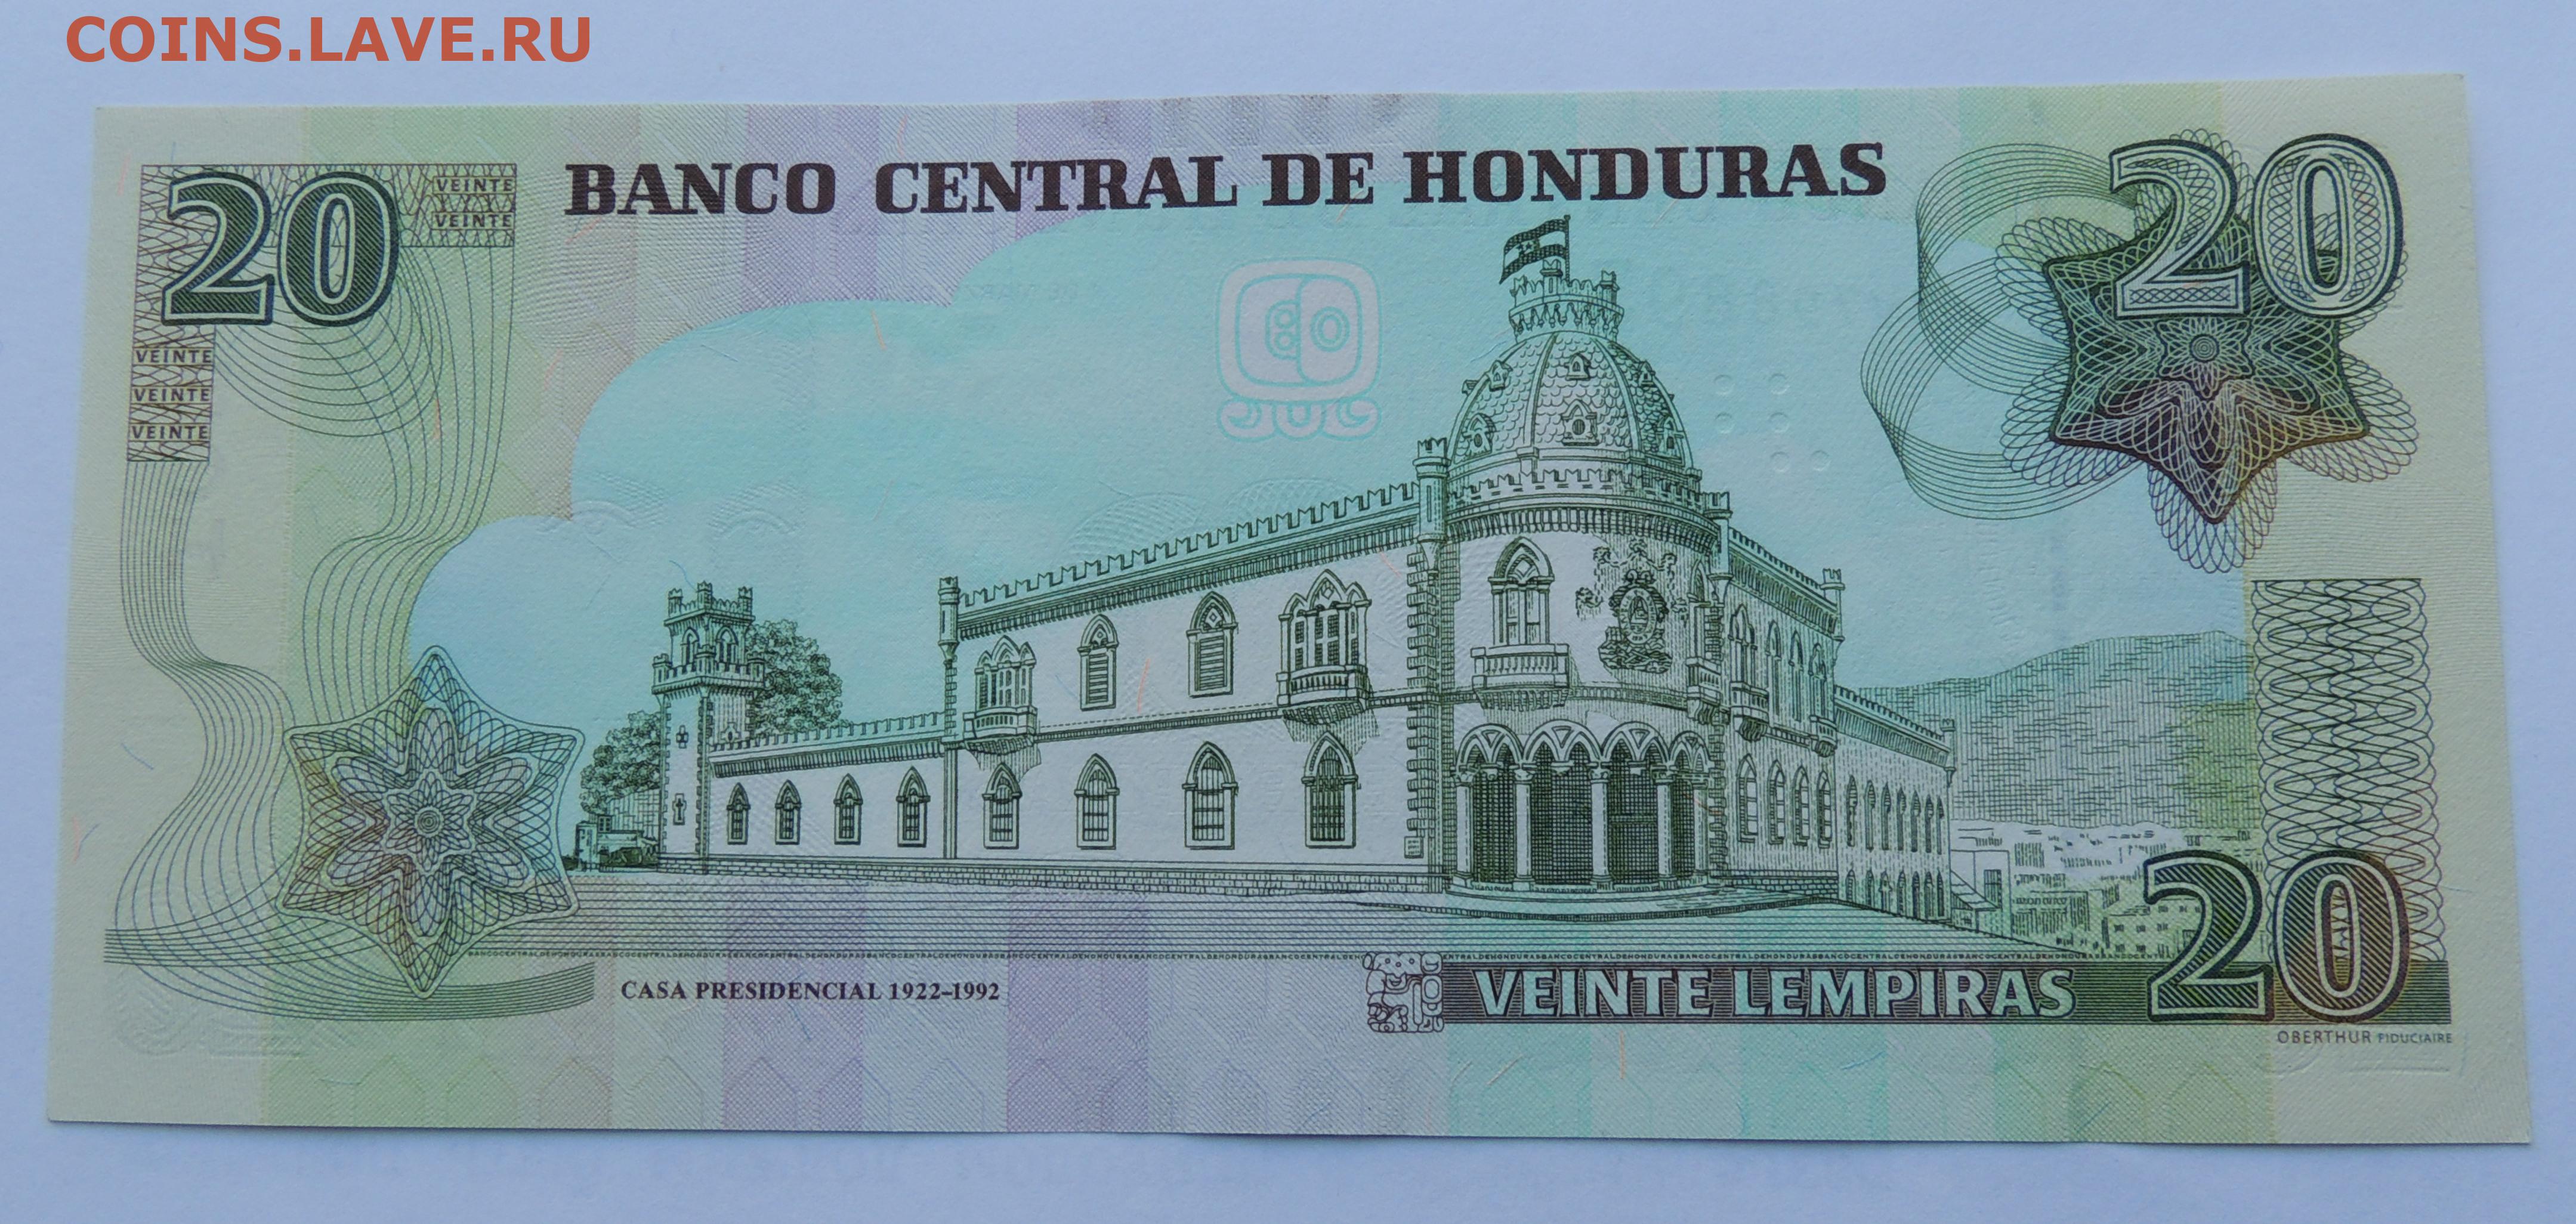 COINS.LAVE.RU
20
VEINTE
VEINTE
BANCO CENTRAL DE HONDURAS
20
VEINTE
VEINTE
VEINTE
CASA PRESIDENCIAL 1922-1992
VEINTE LEMPIRAS
20
OBERTHUR FIDUCIAIRE